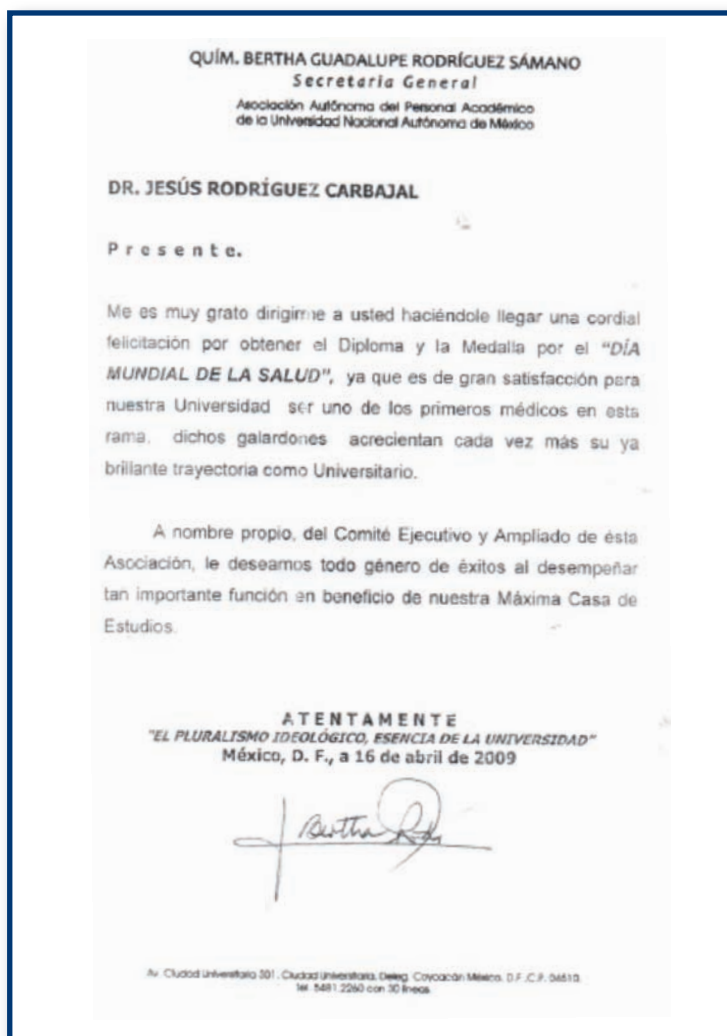 QUÍM. BERTHA GUADALUPE RODRÍGUEZ SÁMANO
Secretaria General
Asociación Autónoma del Personal Académico
de la Universidad Nacional Autónoma de México
DR. JESÚS RODRÍGUEZ CARBAJAL
Presente.
Me es muy grato dirigirme a usted haciéndole llegar una cordial
felicitación por obtener el Diploma y la Medalla por el "DÍA
MUNDIAL DE LA SALUD", ya que es de gran satisfacción para
nuestra Universidad ser uno de los primeros médicos en esta
rama, dichos galardones acrecientan cada vez más su ya
brillante trayectoria como Universitario.
A nombre propio, del Comité Ejecutivo y Ampliado de ésta
Asociación, le deseamos todo género de éxitos al desempeñar
tan importante función en beneficio de nuestra Máxima Casa de
Estudios.
ATENTAMENTE
"EL PLURALISMO IDEOLÓGICO, ESENCIA DE LA UNIVERSIDAD"
México, D. F., a 16 de abril de 2009
Bertha
Av. Ciudad Universitaria 301, Ciudad Universitaria, Deleg. Coyoacán México, D.F., C.P. 04510.
Tel. 5481 2260 con 30 líneas